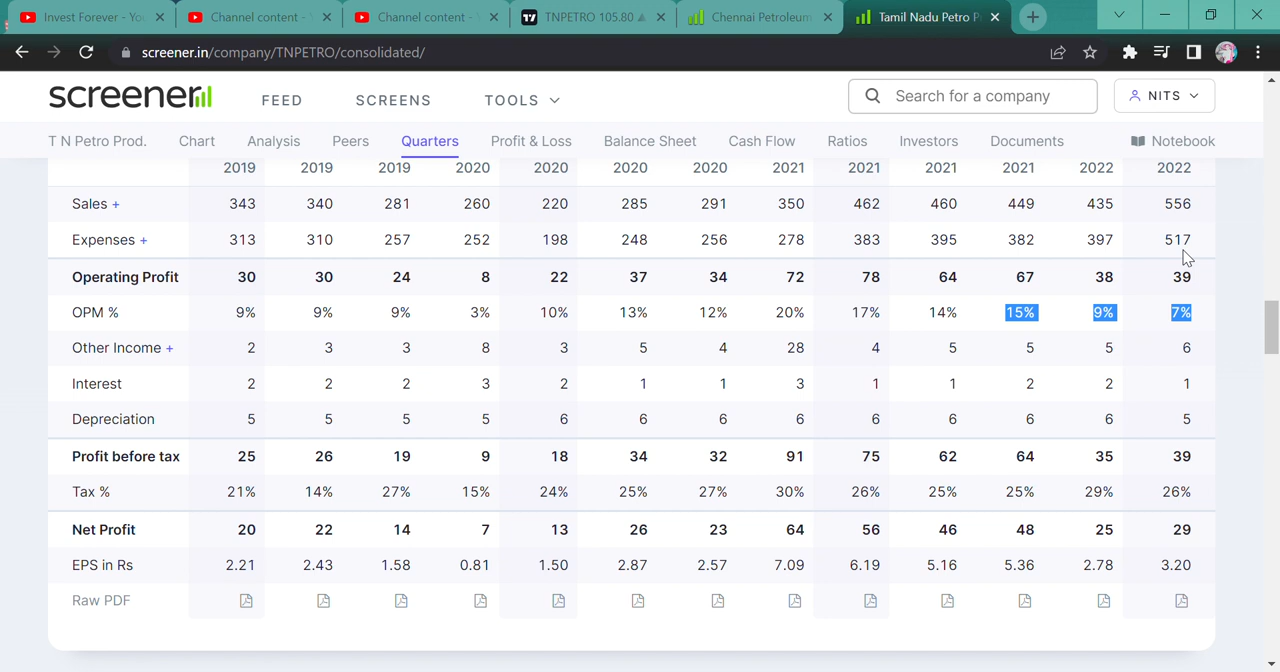 Invest Forever - Yo
Channel content -
Channel content -
TNPETRO 105.80 ▲
Chennai Petroleum
Tamil Nadu Petro P
screener.in/company/TNPETRO/consolidated/
screener
FEED
SCREENS
TOOLS
Search for a company
NITS
T N Petro Prod.
Chart
Analysis
Peers
Quarters
Profit & Loss
Balance Sheet
Cash Flow
Ratios
Investors
Documents
Notebook
2019 2019 2019 2020 2020 2020 2020 2021 2021 2021 2021 2022 2022
Sales + 343 340 281 260 220 285 291 350 462 460 449 435 556
Expenses + 313 310 257 252 198 248 256 278 383 395 382 397 517
Operating Profit 30 30 24 8 22 37 34 72 78 64 67 38 39
OPM % 9% 9% 9% 3% 10% 13% 12% 20% 17% 14% 15% 9% 7%
Other Income + 2 3 3 8 3 5 4 28 4 5 5 5 6
Interest 2 2 2 3 2 1 1 3 1 1 2 2 1
Depreciation 5 5 5 5 6 6 6 6 6 6 6 6 5
Profit before tax 25 26 19 9 18 34 32 91 75 62 64 35 39
Tax % 21% 14% 27% 15% 24% 25% 27% 30% 26% 25% 25% 29% 26%
Net Profit 20 22 14 7 13 26 23 64 56 46 48 25 29
EPS in Rs 2.21 2.43 1.58 0.81 1.50 2.87 2.57 7.09 6.19 5.16 5.36 2.78 3.20
Raw PDF